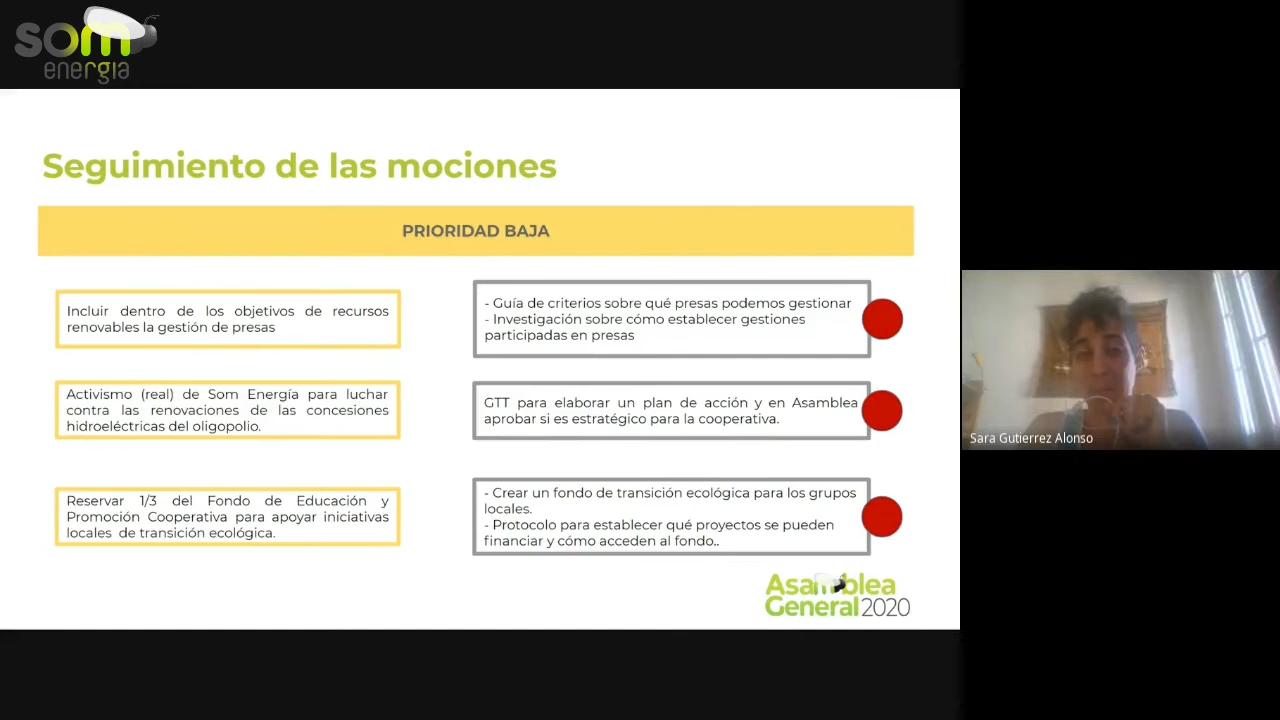 som
energia
Seguimiento de las mociones
PRIORIDAD BAJA
Incluir dentro de los objetivos de recursos
renovables la gestión de presas
- Guía de criterios sobre qué presas podemos gestionar
- Investigación sobre cómo establecer gestiones
participadas en presas
Activismo (real) de Som Energía para luchar
contra las renovaciones de las concesiones
hidroeléctricas del oligopolio.
GTT para elaborar un plan de acción y en Asamblea
aprobar si es estratégico para la cooperativa.
Reservar 1/3 del Fondo de Educación y
Promoción Cooperativa para apoyar iniciativas
locales de transición ecológica.
- Crear un fondo de transición ecológica para los grupos
locales.
- Protocolo para establecer qué proyectos se pueden
financiar y cómo acceden al fondo..
Asamblea
General 2020
Sara Gutierrez Alonso